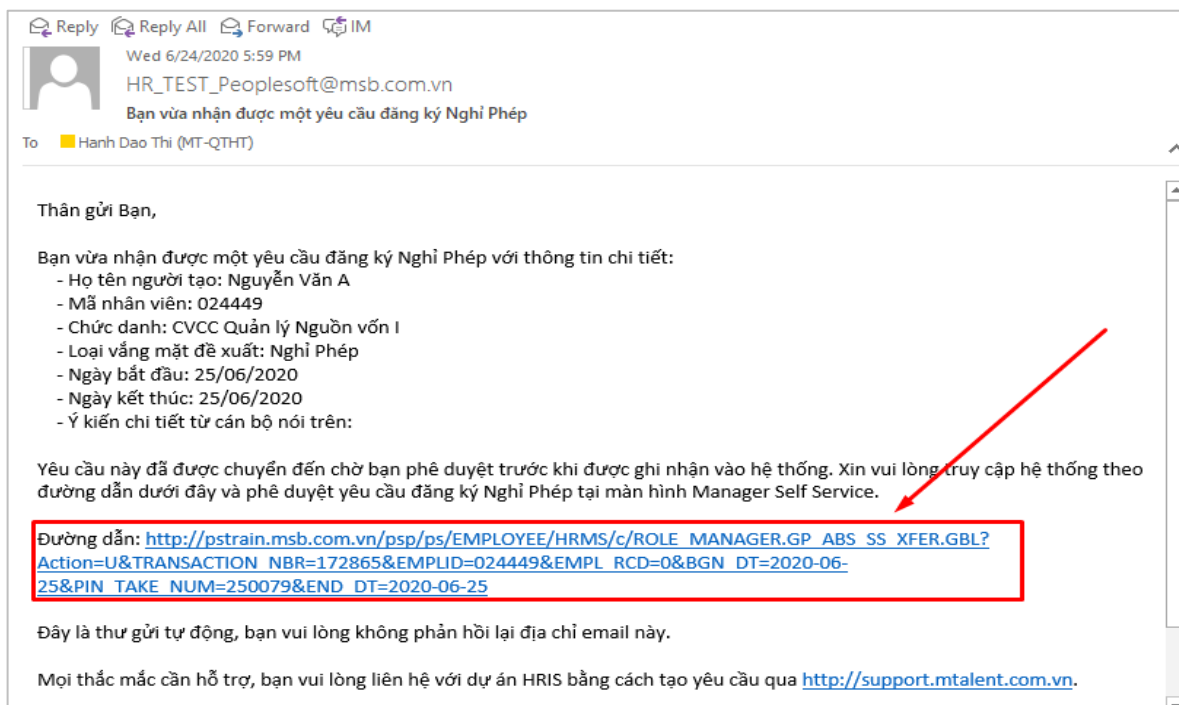 Reply Reply All Forward IM
Wed 6/24/2020 5:59 PM
HR_TEST_Peoplesoft@msb.com.vn
Bạn vừa nhận được một yêu cầu đăng ký Nghỉ Phép
To Hanh Dao Thi (MT-QTHT)
Thân gửi Bạn,
Bạn vừa nhận được một yêu cầu đăng ký Nghỉ Phép với thông tin chi tiết:
- Họ tên người tạo: Nguyễn Văn A
- Mã nhân viên: 024449
- Chức danh: CVCC Quản lý Nguồn vốn I
- Loại vắng mặt đề xuất: Nghỉ Phép
- Ngày bắt đầu: 25/06/2020
- Ngày kết thúc: 25/06/2020
- Ý kiến chi tiết từ cán bộ nói trên:
Yêu cầu này đã được chuyển đến chờ bạn phê duyệt trước khi được ghi nhận vào hệ thống. Xin vui lòng truy cập hệ thống theo
đường dẫn dưới đây và phê duyệt yêu cầu đăng ký Nghỉ Phép tại màn hình Manager Self Service.
Đường dẫn: http://pstrain.msb.com.vn/psp/ps/EMPLOYEE/HRMS/c/ROLE_MANAGER.GP_ABS_SS_XFER.GBL?
Action=U&TRANSACTION_NBR=172865&EMPLID=024449&EMPL_RCD=0&BGN_DT=2020-06-
25&PIN_TAKE_NUM=250079&END_DT=2020-06-25
Đây là thư gửi tự động, bạn vui lòng không phản hồi lại địa chỉ email này.
Mọi thắc mắc cần hỗ trợ, bạn vui lòng liên hệ với dự án HRIS bằng cách tạo yêu cầu qua http://support.mtalent.com.vn.